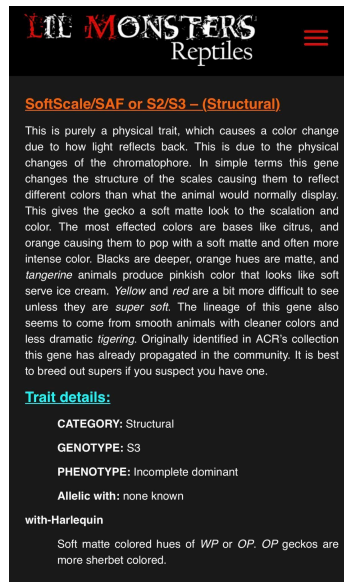 LIL MONSTERS
Reptiles
SoftScale/SAF or S2/S3 – (Structural)
This is purely a physical trait, which causes a color change
due to how light reflects back. This is due to the physical
changes of the chromatophore. In simple terms this gene
changes the structure of the scales causing them to reflect
different colors than what the animal would normally display.
This gives the gecko a soft matte look to the scalation and
color. The most effected colors are bases like citrus, and
orange causing them to pop with a soft matte and often more
intense color. Blacks are deeper, orange hues are matte, and
tangerine animals produce pinkish color that looks like soft
serve ice cream. Yellow and red are a bit more difficult to see
unless they are super soft. The lineage of this gene also
seems to come from smooth animals with cleaner colors and
less dramatic tigering. Originally identified in ACR's collection
this gene has already propagated in the community. It is best
to breed out supers if you suspect you have one.
Trait details:
CATEGORY: Structural
GENOTYPE: S3
PHENOTYPE: Incomplete dominant
Allelic with: none known
with-Harlequin
Soft matte colored hues of WP or OP. OP geckos are
more sherbet colored.